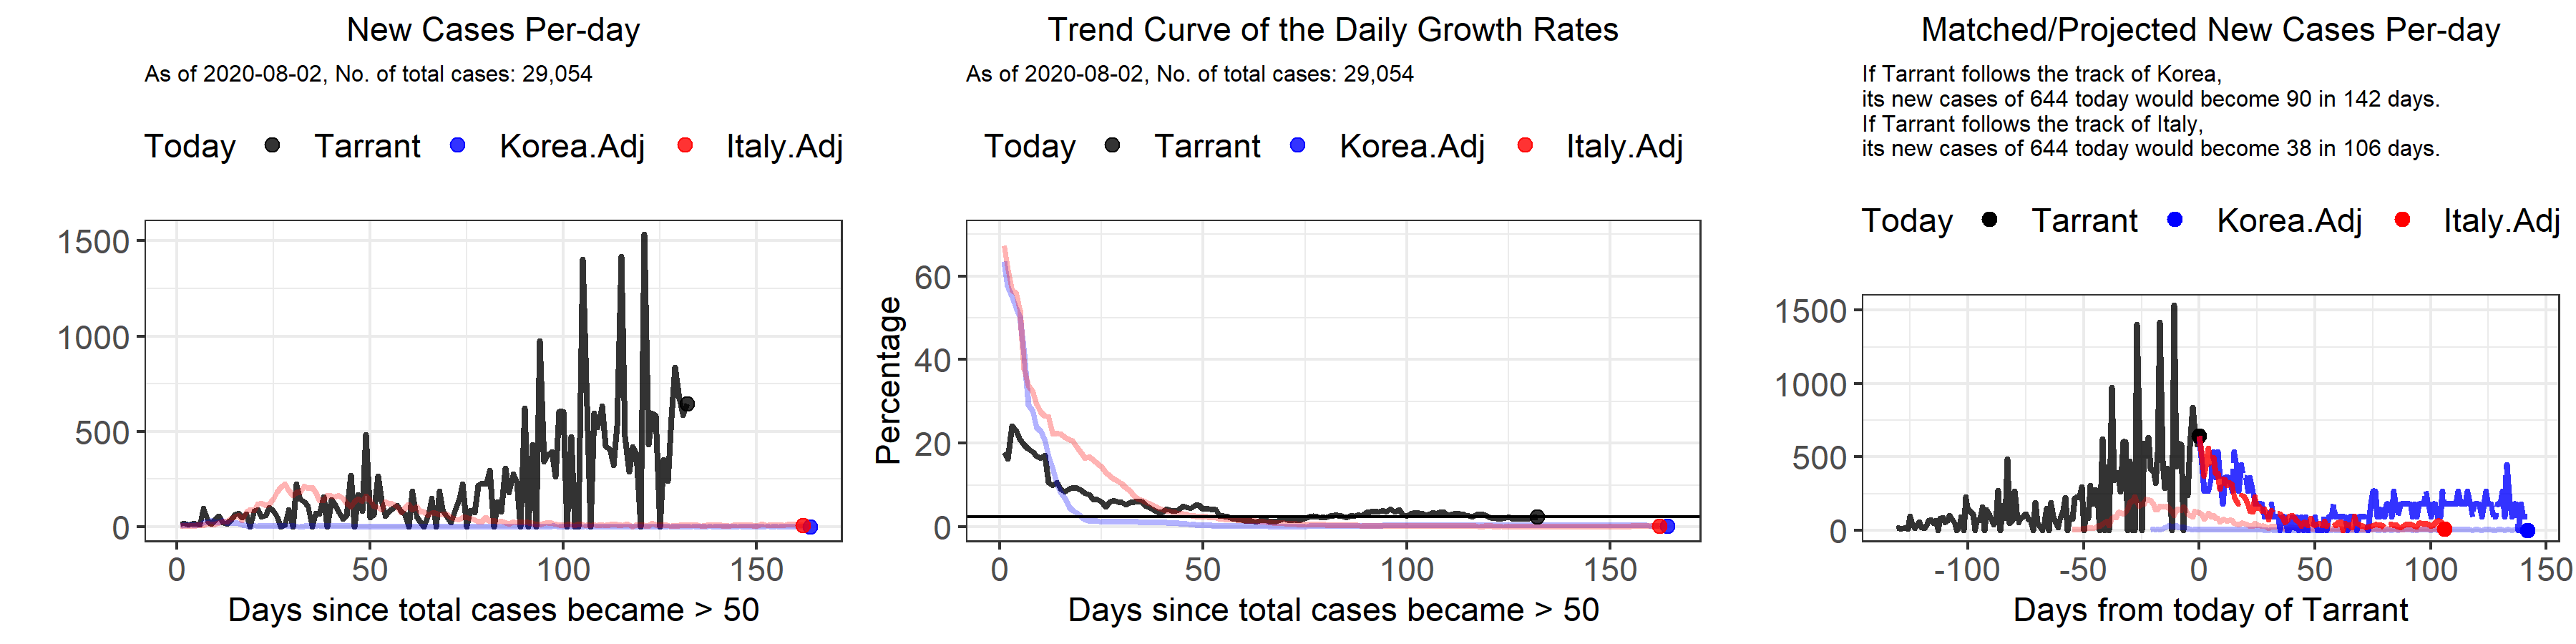 New Cases Per-day
As of 2020-08-02, No. of total cases: 29,054
Today Tarrant Korea.Adj Italy.Adj
1500
1000
500
0
0 50 100 150
Days since total cases became > 50
Trend Curve of the Daily Growth Rates
As of 2020-08-02, No. of total cases: 29,054
Today Tarrant Korea.Adj Italy.Adj
Percentage
60
40
20
0
0 50 100 150
Days since total cases became > 50
Matched/Projected New Cases Per-day
If Tarrant follows the track of Korea,
its new cases of 644 today would become 90 in 142 days.
If Tarrant follows the track of Italy,
its new cases of 644 today would become 38 in 106 days.
Today Tarrant Korea.Adj Italy.Adj
1500
1000
500
0
-100 -50 0 50 100 150
Days from today of Tarrant